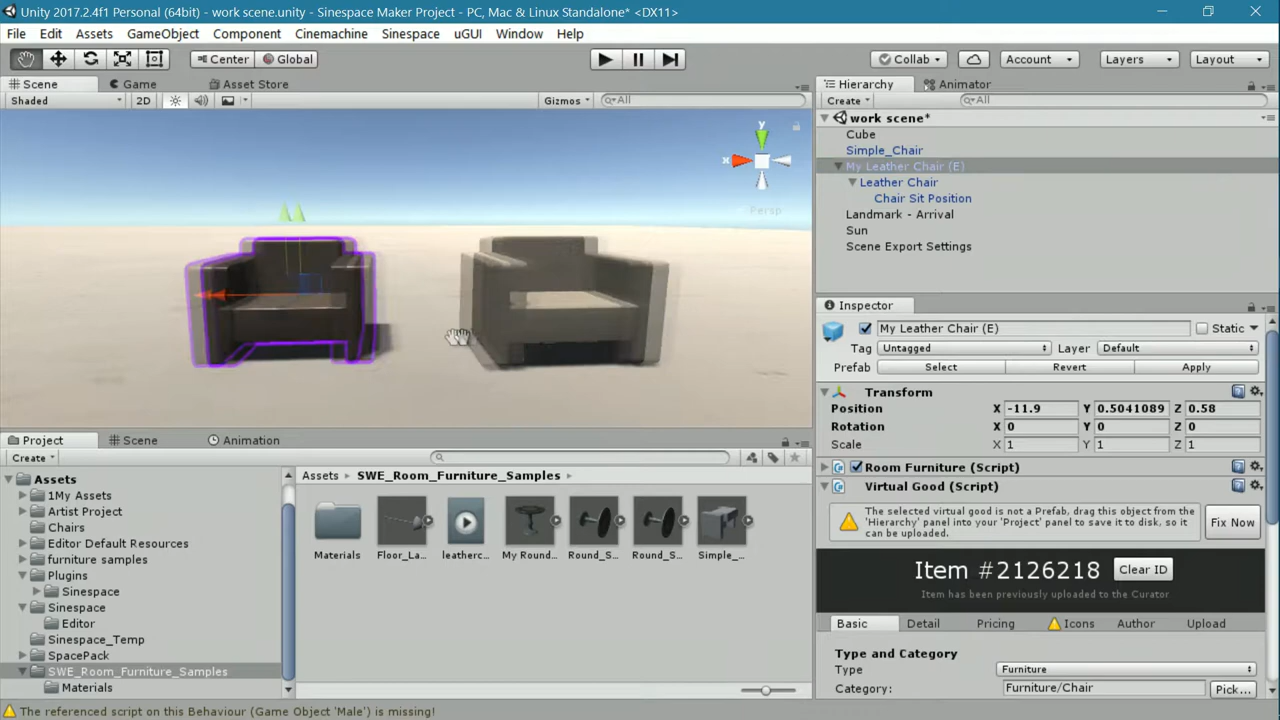 Unity 2017.2.4f1 Personal (64bit) - work scene.unity - Sinespace Maker Project - PC, Mac & Linux Standalone* <DX11>
File Edit Assets GameObject Component Cinemachine Sinespace uGUI Window Help
Center Global Collab Account Layers Layout
Scene Game Asset Store
Shaded 2D Gizmos All
y
x
Persp
Hierarchy Animator
Create All
work scene*
Cube
Simple_Chair
My Leather Chair (E)
Leather Chair
Chair Sit Position
Landmark - Arrival
Sun
Scene Export Settings
Inspector
My Leather Chair (E) Static
Tag Untagged Layer Default
Prefab Select Revert Apply
Transform
Position X -11.9 Y 0.5041089 Z 0.58
Rotation X 0 Y 0 Z 0
Scale X 1 Y 1 Z 1
Room Furniture (Script)
Virtual Good (Script)
The selected virtual good is not a Prefab, drag this object from the
'Hierarchy' panel into your 'Project' panel to save it to disk, so it
can be uploaded.
Fix Now
Item #2126218 Clear ID
Item has been previously uploaded to the Curator
Basic Detail Pricing Icons Author Upload
Type and Category
Type Furniture
Category: Furniture/Chair Pick...
Project Scene Animation
Create
Assets
1My Assets
Artist Project
Chairs
Editor Default Resources
furniture samples
Plugins
Sinespace
Sinespace
Editor
Sinespace_Temp
SpacePack
SWE_Room_Furniture_Samples
Materials
Assets SWE_Room_Furniture_Samples
Materials Floor_La... leatherc... My Roun... Round_S... Round_S... Simple_...
The referenced script on this Behaviour (Game Object 'Male') is missing!